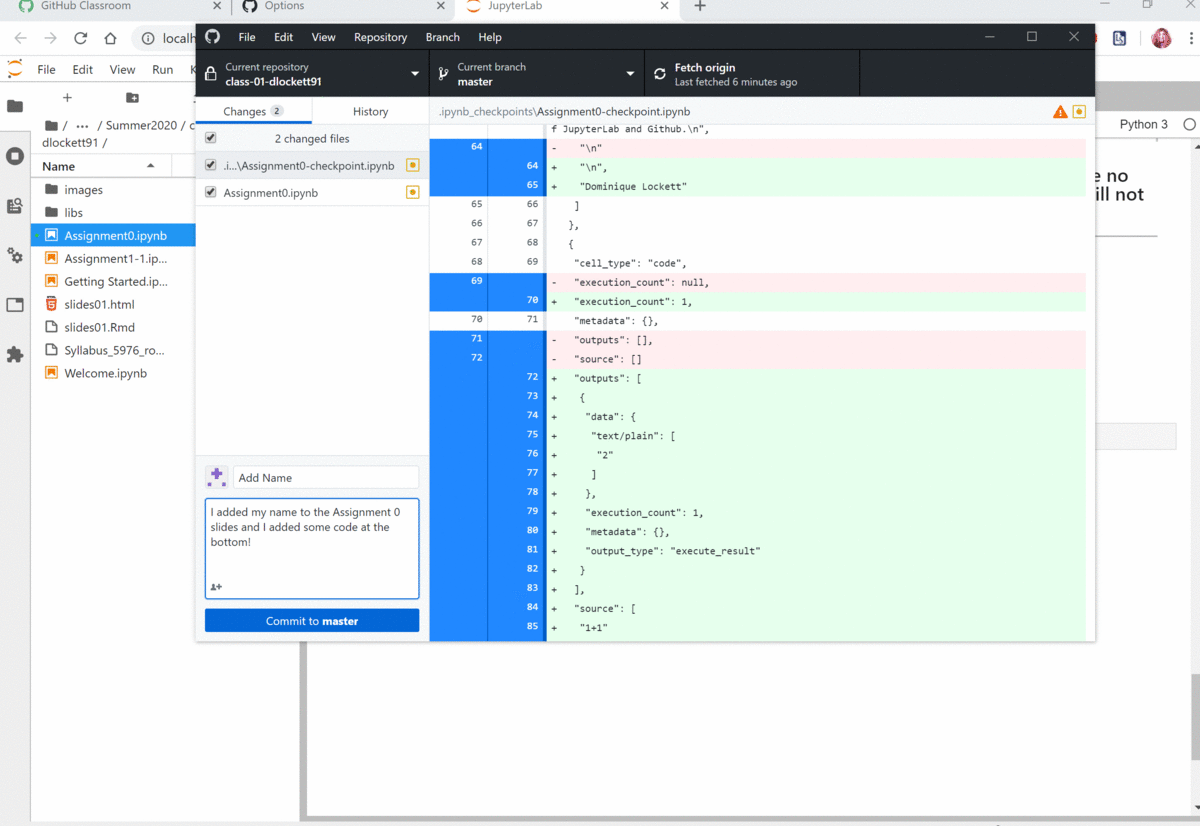 GitHub Classroom
Options
JupyterLab
localh
File Edit View Run K
/ ... / Summer2020 / c
dlockett91 /
Name
images
libs
Assignment0.ipynb
Assignment1-1.ip...
Getting Started.ip...
slides01.html
slides01.Rmd
Syllabus_5976_ro...
Welcome.ipynb
File Edit View Repository Branch Help
Current repository
class-01-dlockett91
Current branch
master
Fetch origin
Last fetched 6 minutes ago
Changes 2
History
2 changed files
.i...\Assignment0-checkpoint.ipynb
Assignment0.ipynb
Add Name
I added my name to the Assignment 0
slides and I added some code at the
bottom!
Commit to master
.ipynb_checkpoints\Assignment0-checkpoint.ipynb
f JupyterLab and Github.\n",
64 - "\n"
64 + "\n",
65 + "Dominique Lockett"
65 66 ]
66 67 },
67 68 {
68 69 "cell_type": "code",
69 - "execution_count": null,
70 + "execution_count": 1,
70 71 "metadata": {},
71 - "outputs": [],
72 - "source": []
72 + "outputs": [
73 + {
74 + "data": {
75 + "text/plain": [
76 + "2"
77 + ]
78 + },
79 + "execution_count": 1,
80 + "metadata": {},
81 + "output_type": "execute_result"
82 + }
83 + ],
84 + "source": [
85 + "1+1"
Python 3
e no
ill not